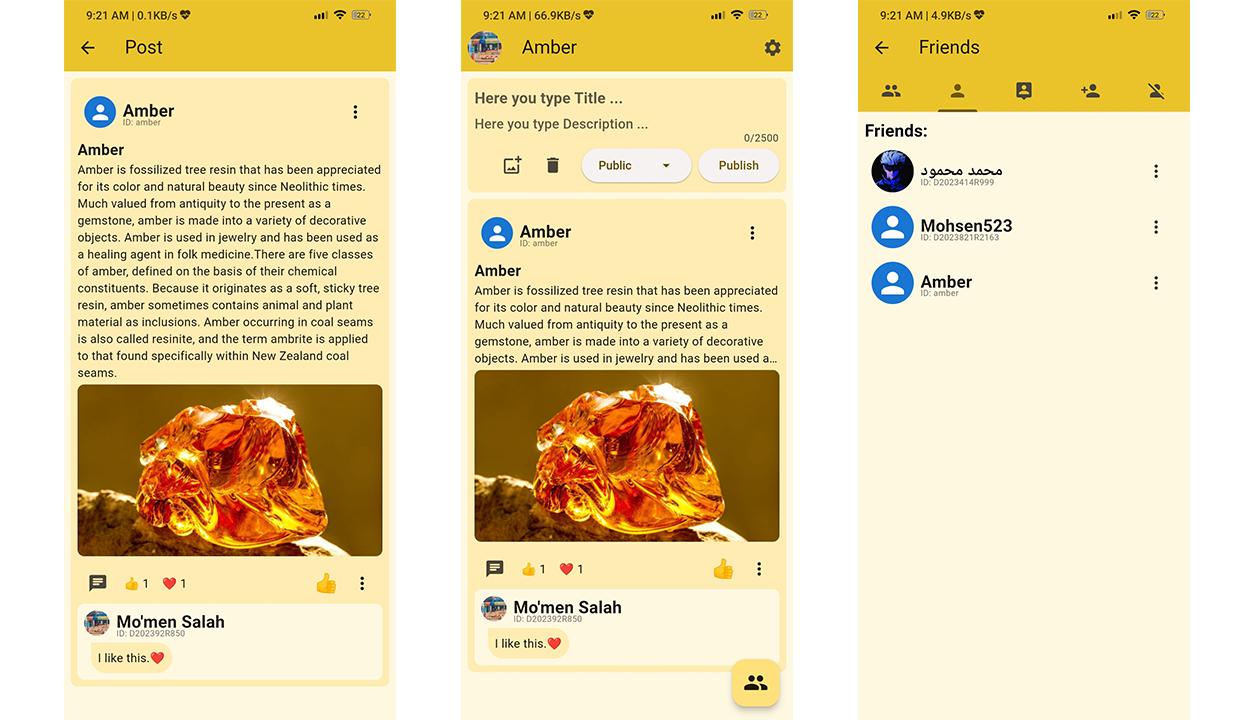 9:21 AM | 0.1KB/s
22
Post
Amber
ID: amber
Amber
Amber is fossilized tree resin that has been appreciated
for its color and natural beauty since Neolithic times.
Much valued from antiquity to the present as a
gemstone, amber is made into a variety of decorative
objects. Amber is used in jewelry and has been used as
a healing agent in folk medicine.There are five classes
of amber, defined on the basis of their chemical
constituents. Because it originates as a soft, sticky tree
resin, amber sometimes contains animal and plant
material as inclusions. Amber occurring in coal seams
is also called resinite, and the term ambrite is applied
to that found specifically within New Zealand coal
seams.
👍 1 ❤️ 1
Mo'men Salah
ID: D202392R850
I like this.❤️
9:21 AM | 66.9KB/s
22
Amber
Here you type Title ...
Here you type Description ...
0/2500
Public
Publish
Amber
ID: amber
Amber
Amber is fossilized tree resin that has been appreciated
for its color and natural beauty since Neolithic times.
Much valued from antiquity to the present as a
gemstone, amber is made into a variety of decorative
objects. Amber is used in jewelry and has been used a...
👍 1 ❤️ 1
Mo'men Salah
ID: D202392R850
I like this.❤️
9:21 AM | 4.9KB/s
22
Friends
Friends:
محمد محمود
ID: D2023414R999
Mohsen523
ID: D2023821R2163
Amber
ID: amber